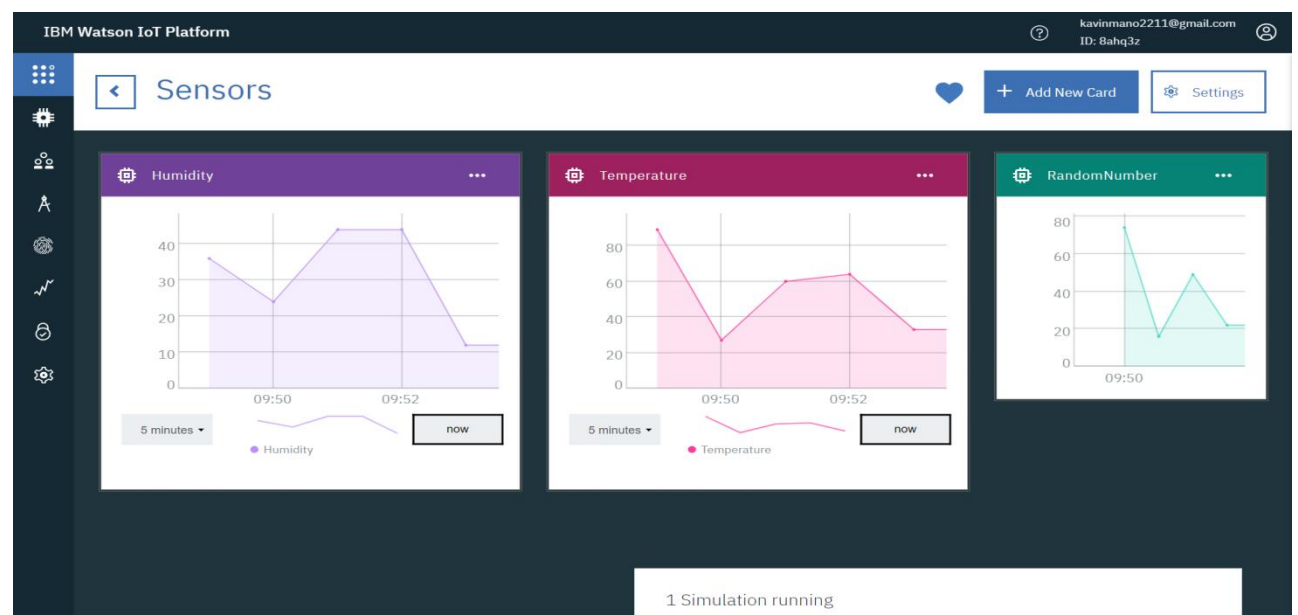 IBM Watson IoT Platform
kavinmano2211@gmail.com
ID: 8ahq3z
Sensors
Add New Card
Settings
Humidity
40
30
20
10
0
09:50 09:52
5 minutes
now
Humidity
Temperature
80
60
40
20
0
09:50 09:52
5 minutes
now
Temperature
RandomNumber
80
60
40
20
0
09:50
1 Simulation running